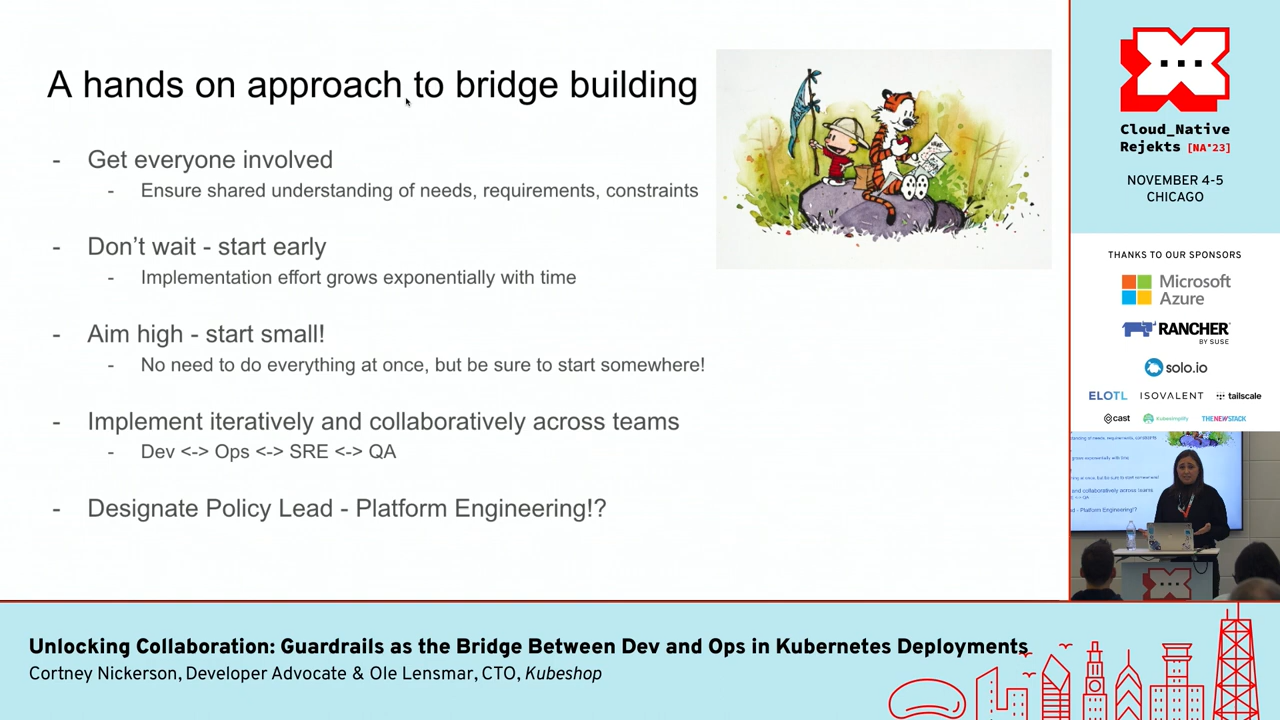 A hands on approach to bridge building
- Get everyone involved
- Ensure shared understanding of needs, requirements, constraints
- Don’t wait - start early
- Implementation effort grows exponentially with time
- Aim high - start small!
- No need to do everything at once, but be sure to start somewhere!
- Implement iteratively and collaboratively across teams
- Dev <-> Ops <-> SRE <-> QA
- Designate Policy Lead - Platform Engineering!?
Cloud_Native
Rejekts [NA'23]
NOVEMBER 4-5
CHICAGO
THANKS TO OUR SPONSORS
Microsoft
Azure
RANCHER
BY SUSE
solo.io
ELOTL ISOVALENT tailscale
cast kubesimplify THENEWSTACK
Unlocking Collaboration: Guardrails as the Bridge Between Dev and Ops in Kubernetes Deployments
Cortney Nickerson, Developer Advocate & Ole Lensmar, CTO, Kubeshop